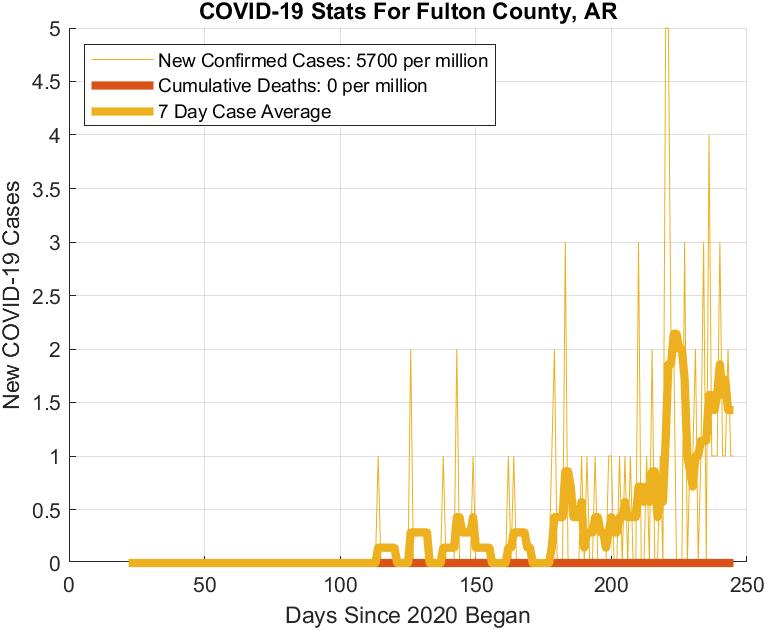 COVID-19 Stats For Fulton County, AR
New COVID-19 Cases
5
4.5
4
3.5
3
2.5
2
1.5
1
0.5
0
New Confirmed Cases: 5700 per million
Cumulative Deaths: 0 per million
7 Day Case Average
0 50 100 150 200 250
Days Since 2020 Began